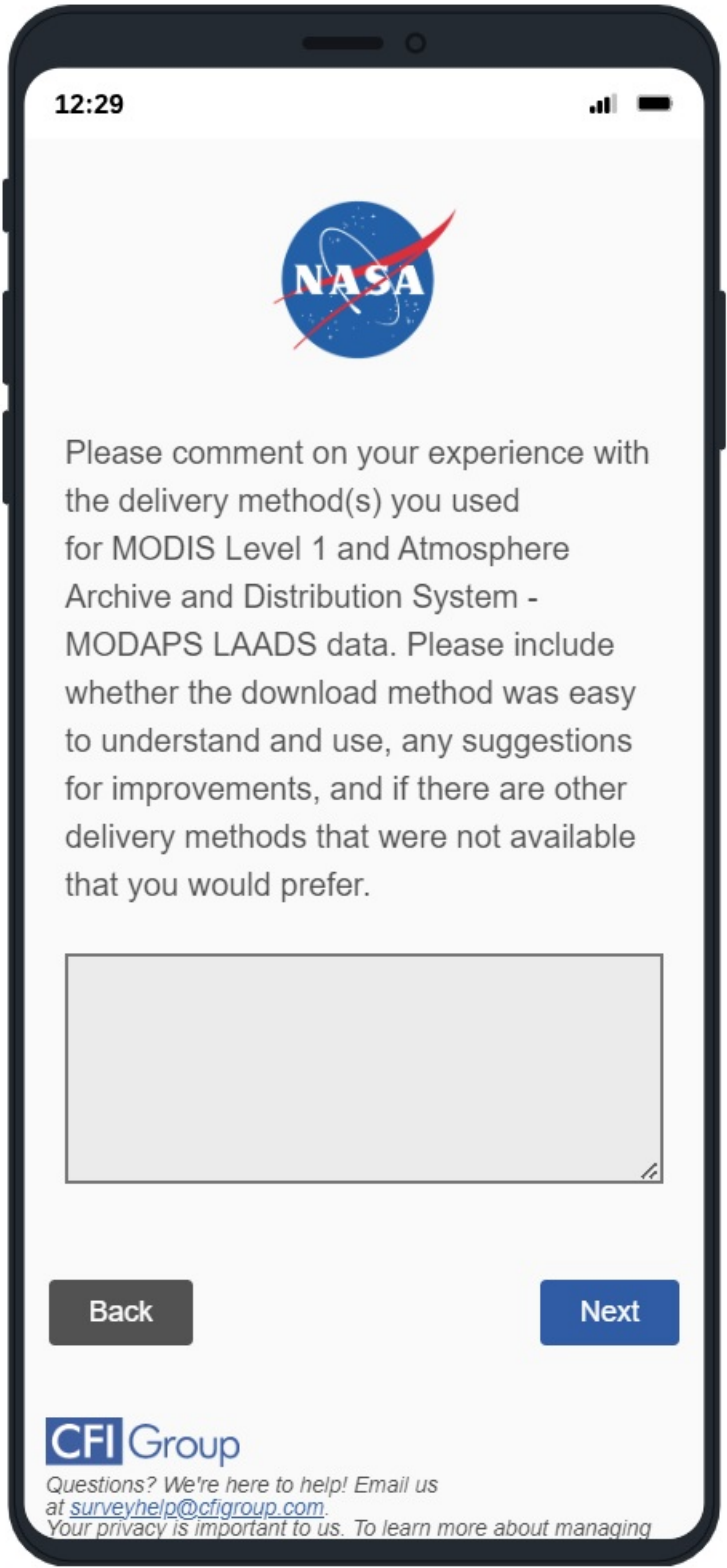 12:29
NASA
Please comment on your experience with
the delivery method(s) you used
for MODIS Level 1 and Atmosphere
Archive and Distribution System -
MODAPS LAADS data. Please include
whether the download method was easy
to understand and use, any suggestions
for improvements, and if there are other
delivery methods that were not available
that you would prefer.
Back
Next
CFI Group
Questions? We're here to help! Email us
at surveyhelp@cfigroup.com.
Your privacy is important to us. To learn more about managing